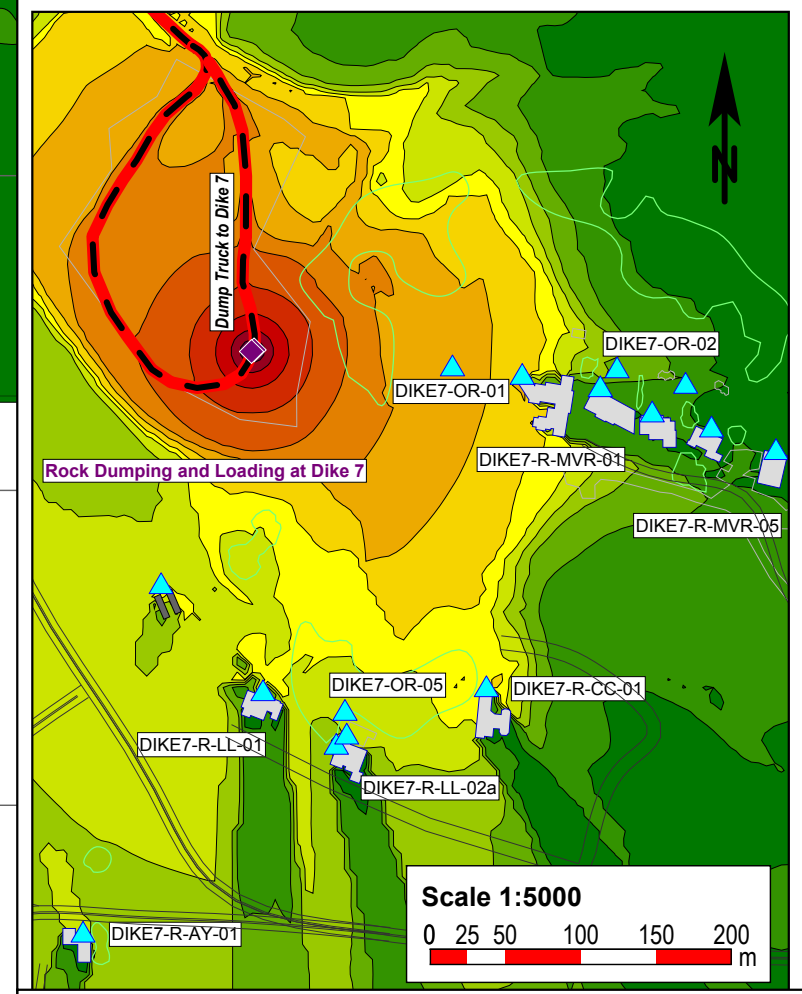 N
Dump Truck to Dike 7
DIKE7-OR-02
DIKE7-OR-01
DIKE7-R-MVR-01
Rock Dumping and Loading at Dike 7
DIKE7-R-MVR-05
DIKE7-OR-05
DIKE7-R-CC-01
DIKE7-R-LL-01
DIKE7-R-LL-02a
DIKE7-R-AY-01
Scale 1:5000
0 25 50 100 150 200
m